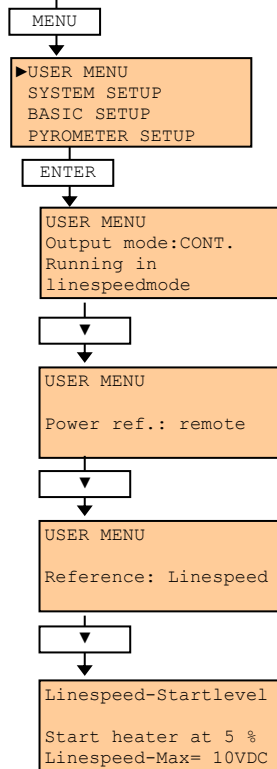 MENU
►USER MENU
SYSTEM SETUP
BASIC SETUP
PYROMETER SETUP
ENTER
USER MENU
Output mode:CONT.
Running in
linespeedmode
▼
USER MENU
Power ref.: remote
▼
USER MENU
Reference: Linespeed
▼
Linespeed-Startlevel
Start heater at 5 %
Linespeed-Max= 10VDC